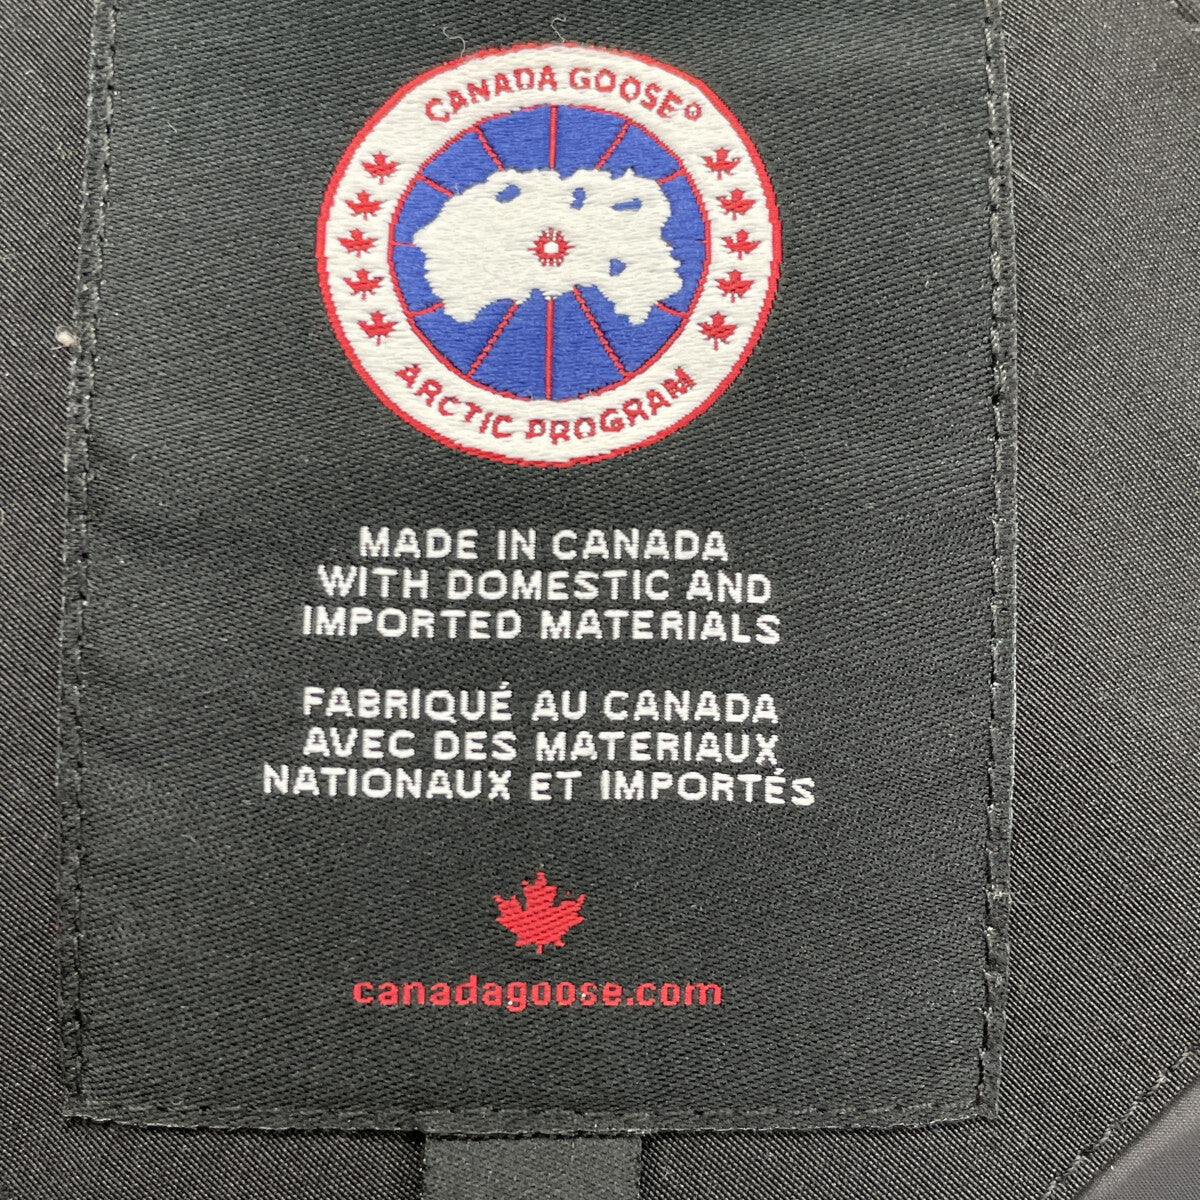 CANADA GOOSE®
ARCTIC PROGRAM
MADE IN CANADA
WITH DOMESTIC AND
IMPORTED MATERIALS
FABRIQUÉ AU CANADA
AVEC DES MATERIAUX
NATIONAUX ET IMPORTÉS
canadagoose.com